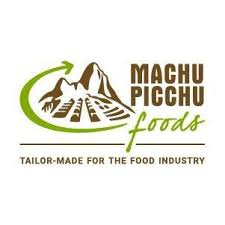 MACHU
PICCHU
foods
TAILOR-MADE FOR THE FOOD INDUSTRY